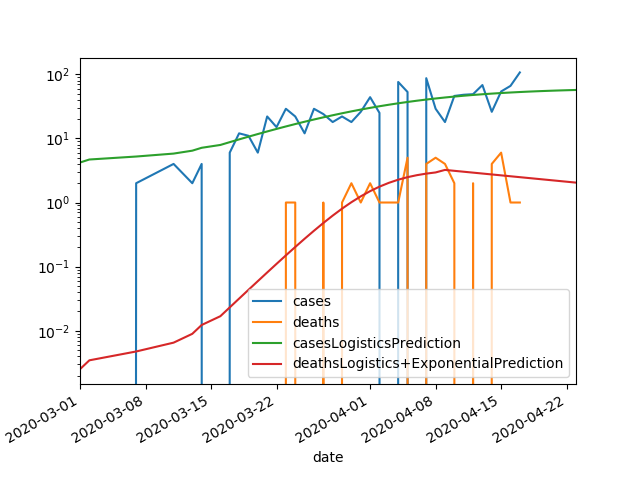 10²
10¹
10⁰
10⁻¹
10⁻²
cases
deaths
casesLogisticsPrediction
deathsLogistics+ExponentialPrediction
2020-03-01
2020-03-08
2020-03-15
2020-03-22
2020-04-01
2020-04-08
2020-04-15
2020-04-22
date